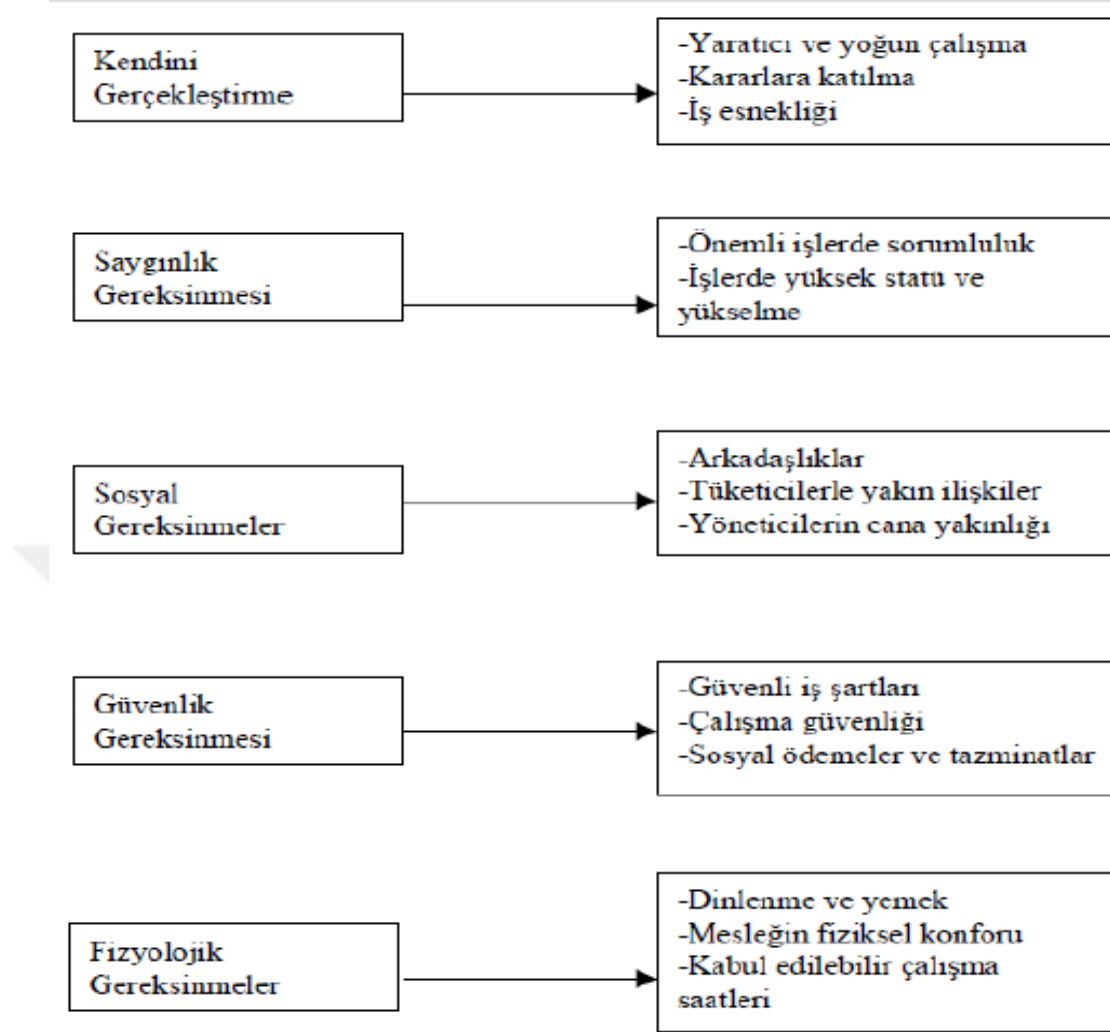 Kendini
Gerçekleştirme
-Yaratıcı ve yoğun çalışma
-Kararlara katılma
-İş esnekliği
Saygınlık
Gereksinmesi
-Önemli işlerde sorumluluk
-İşlerde yüksek statü ve
yükselme
Sosyal
Gereksinmeler
-Arkadaşlıklar
-Tüketicilerle yakın ilişkiler
-Yöneticilerin cana yakınlığı
Güvenlik
Gereksinmesi
-Güvenli iş şartları
-Çalışma güvenliği
-Sosyal ödemeler ve tazminatlar
Fizyolojik
Gereksinmeler
-Dinlenme ve yemek
-Mesleğin fiziksel konforu
-Kabul edilebilir çalışma
saatleri